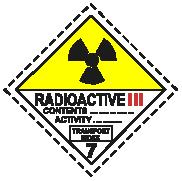 RADIOACTIVE III
CONTENTS
ACTIVITY
TRANSPORT
INDEX
7